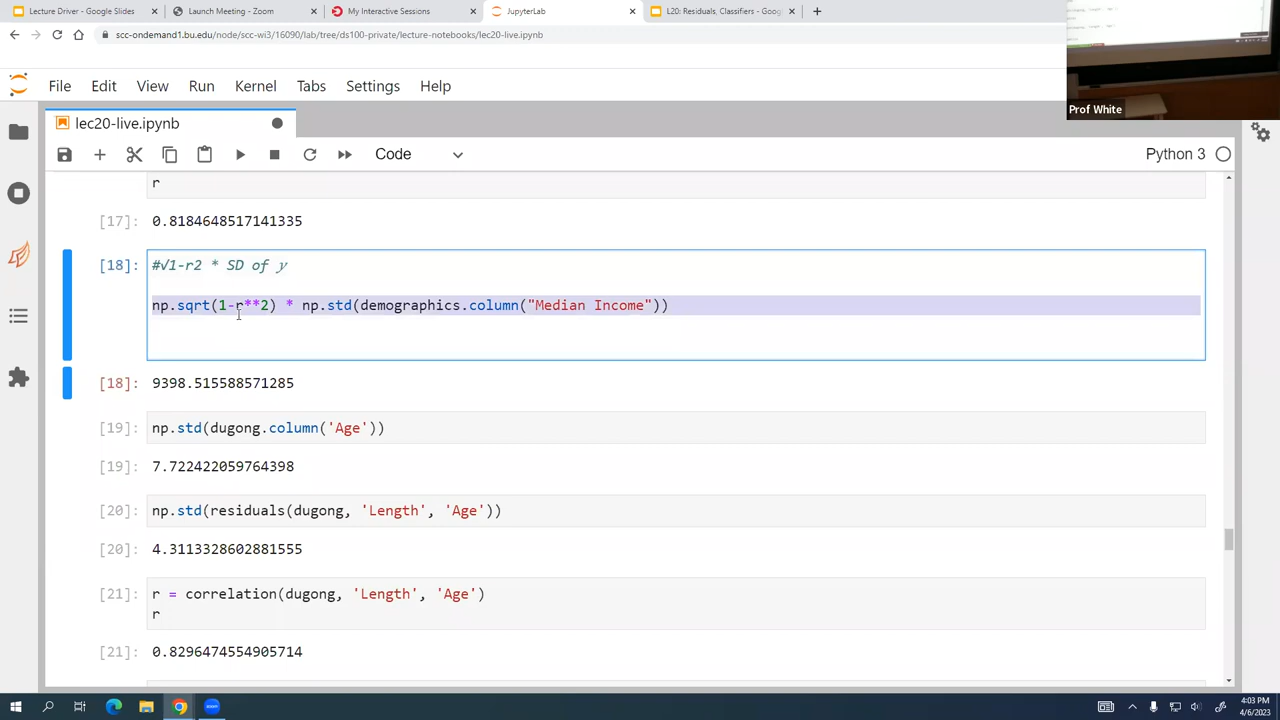 Lecture Driver - Google Slides
Launch Meeting - Zoom
My Interactive Sessions
JupyterLab
L20: Residuals, Classifiers - Goog
scc-ondemand1.bu.edu/node/scc-wi3/16090/lab/tree/ds100
ure-notebooks/lec20-live.ipynb
Prof White
File Edit View Run Kernel Tabs Settings Help
lec20-live.ipynb
Code
Python 3
r
[17]: 0.8184648517141335
[18]: #√1-r2 * SD of y
np.sqrt(1-r**2) * np.std(demographics.column("Median Income"))
[18]: 9398.515588571285
[19]: np.std(dugong.column('Age'))
[19]: 7.722422059764398
[20]: np.std(residuals(dugong, 'Length', 'Age'))
[20]: 4.3113328602881555
[21]: r = correlation(dugong, 'Length', 'Age')
r
[21]: 0.8296474554905714
4:03 PM
4/6/2023